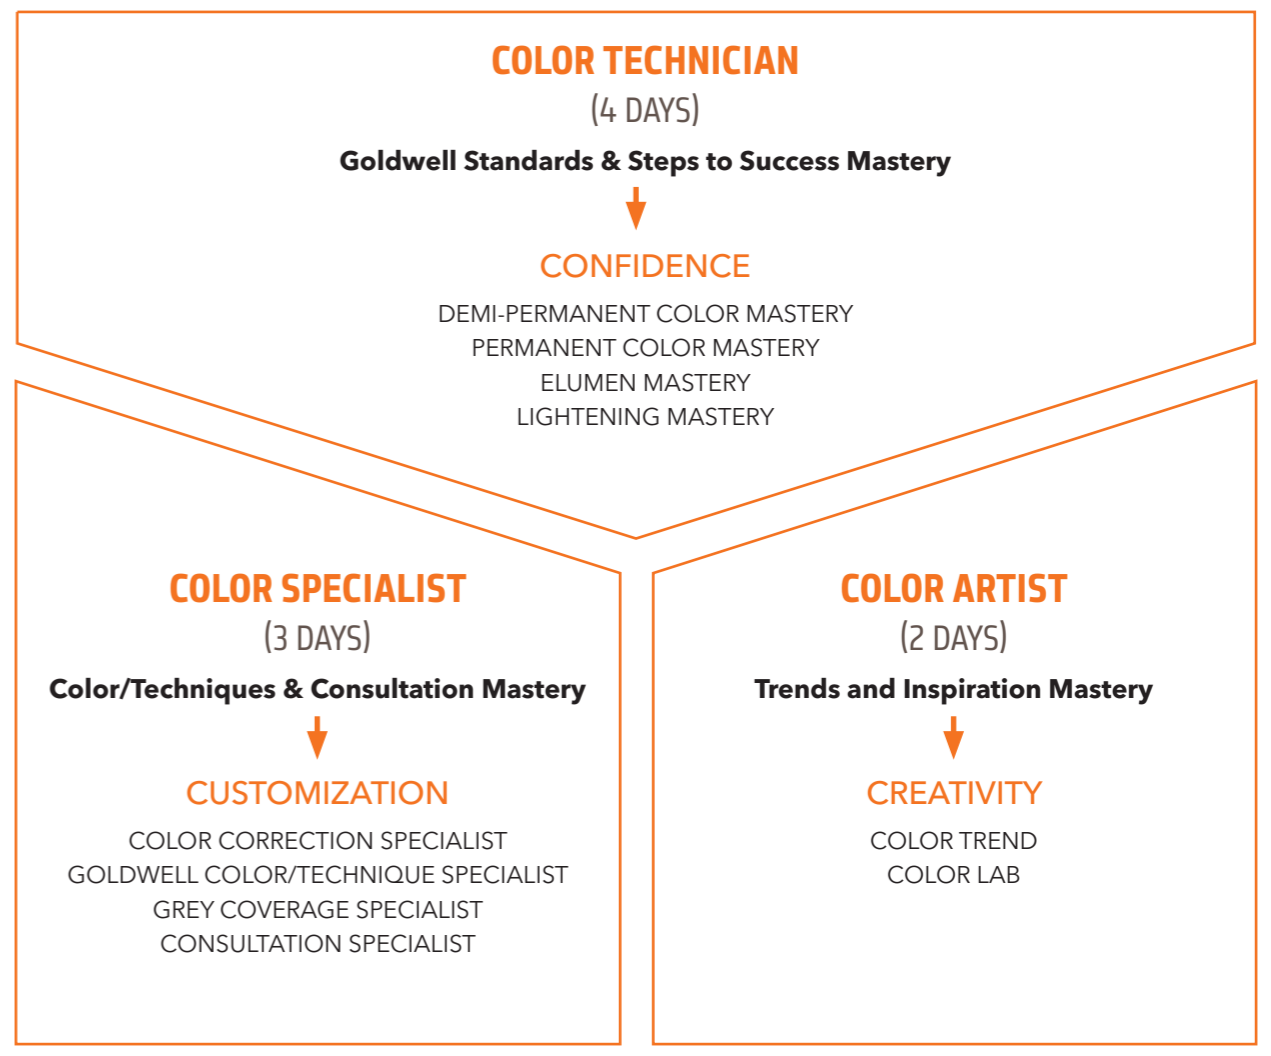 COLOR TECHNICIAN
(4 DAYS)
Goldwell Standards & Steps to Success Mastery
CONFIDENCE
DEMI-PERMANENT COLOR MASTERY
PERMANENT COLOR MASTERY
ELUMEN MASTERY
LIGHTENING MASTERY
COLOR SPECIALIST
(3 DAYS)
Color/Techniques & Consultation Mastery
CUSTOMIZATION
COLOR CORRECTION SPECIALIST
GOLDWELL COLOR/TECHNIQUE SPECIALIST
GREY COVERAGE SPECIALIST
CONSULTATION SPECIALIST
COLOR ARTIST
(2 DAYS)
Trends and Inspiration Mastery
CREATIVITY
COLOR TREND
COLOR LAB